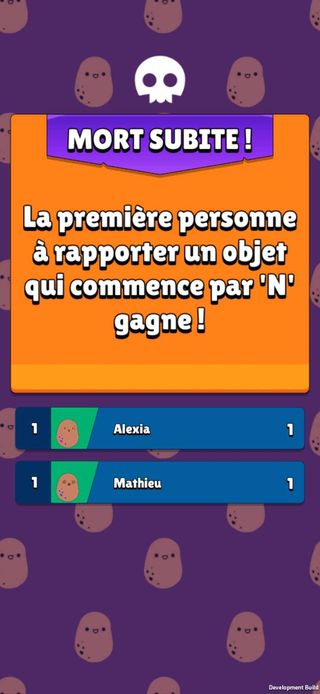 MORT SUBITE !
La première personne
à rapporter un objet
qui commence par 'N'
gagne !
1 Alexia 1
1 Mathieu 1
Development Build